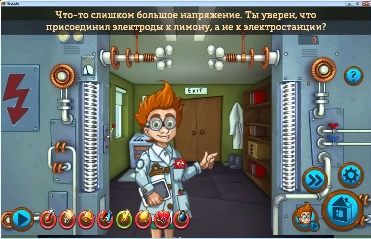 Что-то слишком большое напряжение. Ты уверен, что
присоединил электроды к лимону, а не к электростанции?
EXIT